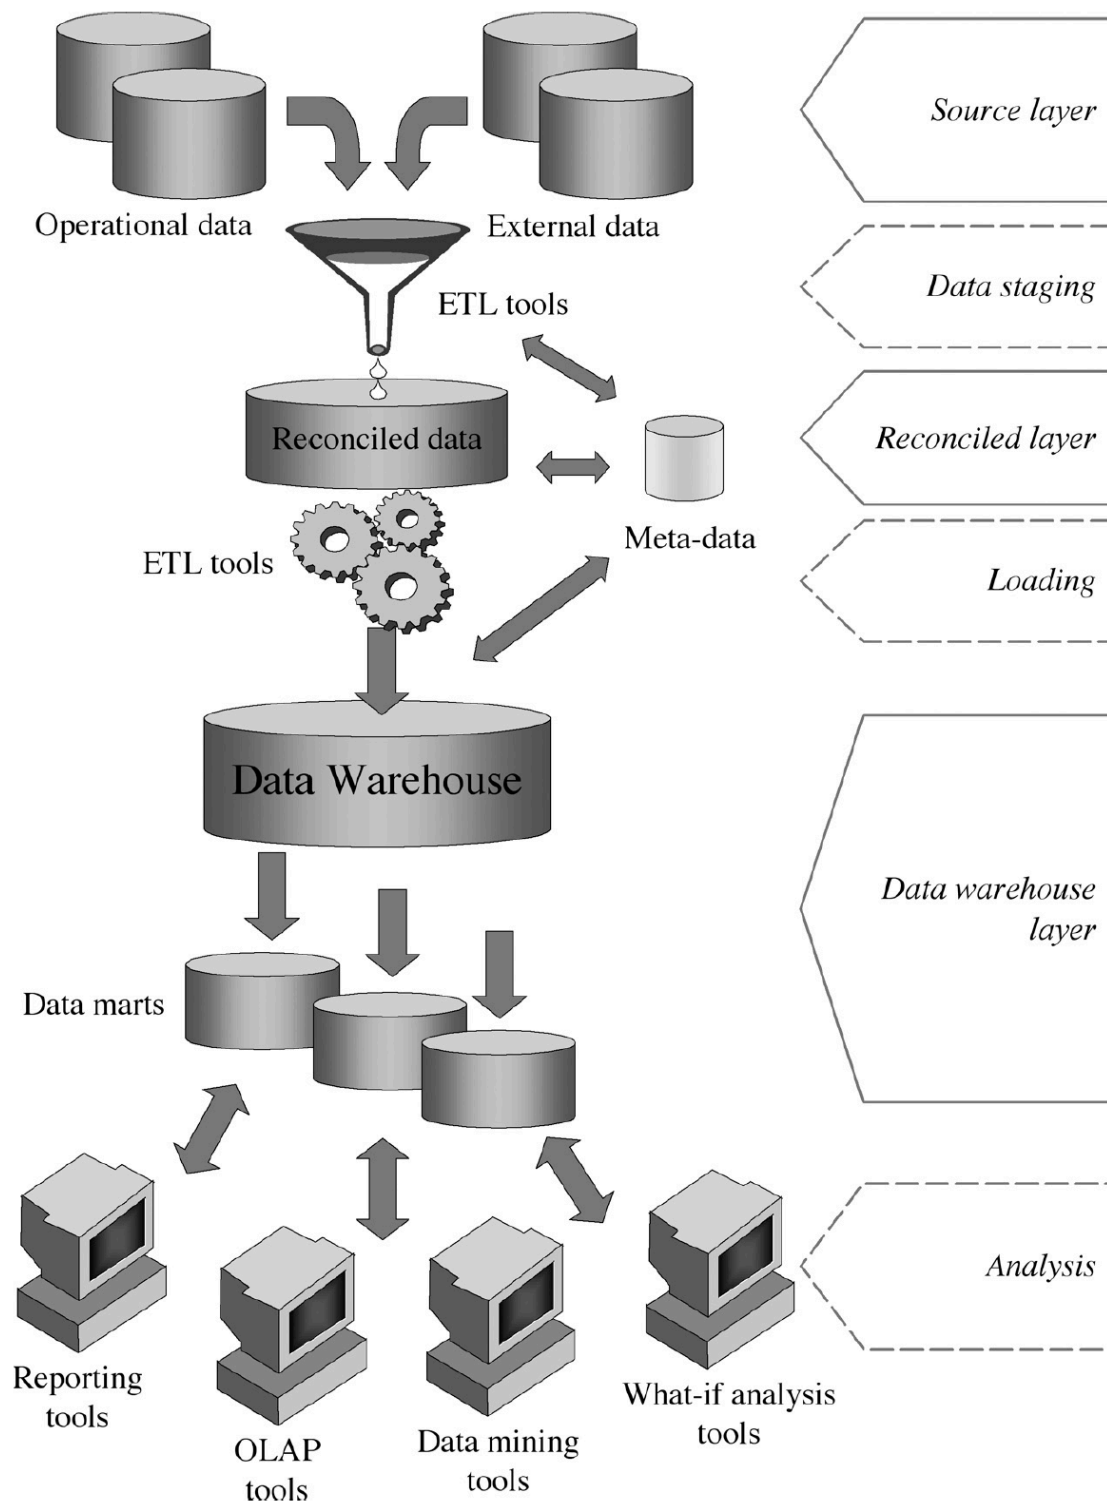 Source layer
Operational data
External data
Data staging
ETL tools
Reconciled data
Reconciled layer
Meta-data
ETL tools
Loading
Data Warehouse
Data warehouse
layer
Data marts
Analysis
Reporting
tools
OLAP
tools
Data mining
tools
What-if analysis
tools